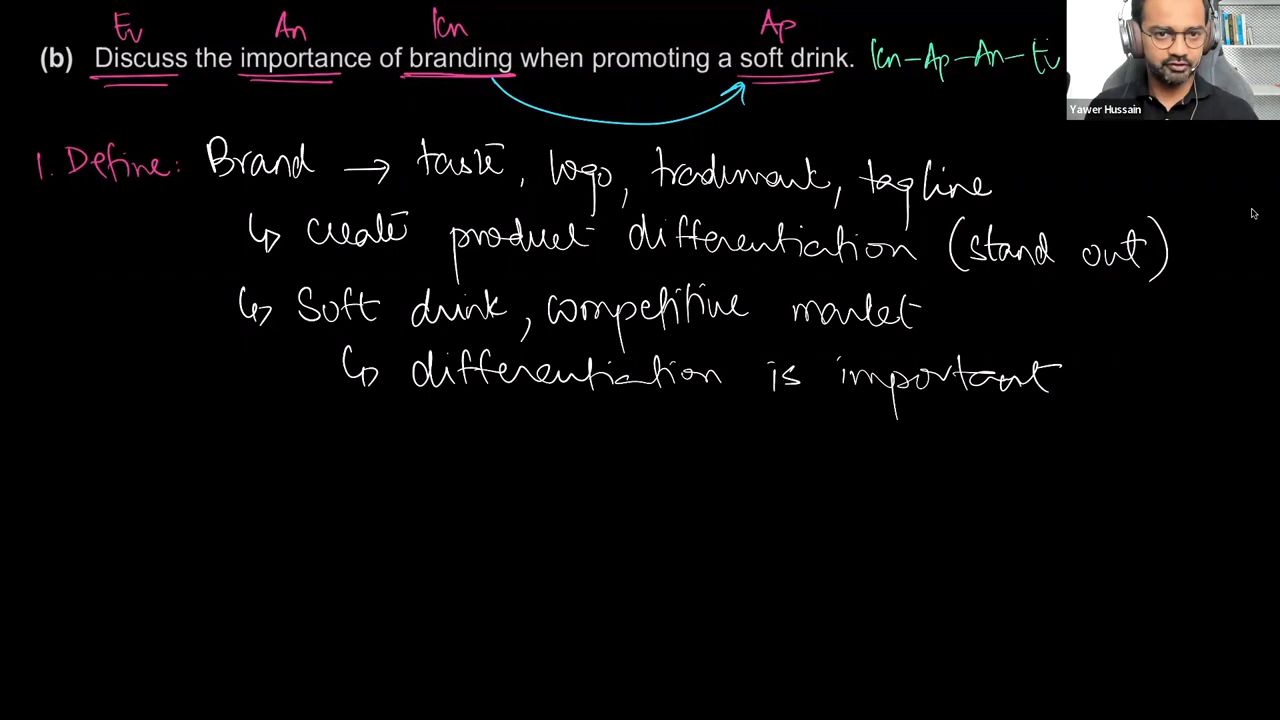 Ev An Kn Ap
(b) Discuss the importance of branding when promoting a soft drink. Kn-Ap-An-Ev
Yawer Hussain
1. Define: Brand → taste, logo, trademark, tagline
↳ create product differentiation (stand out)
↳ Soft drink, competitive market
↳ differentiation is important